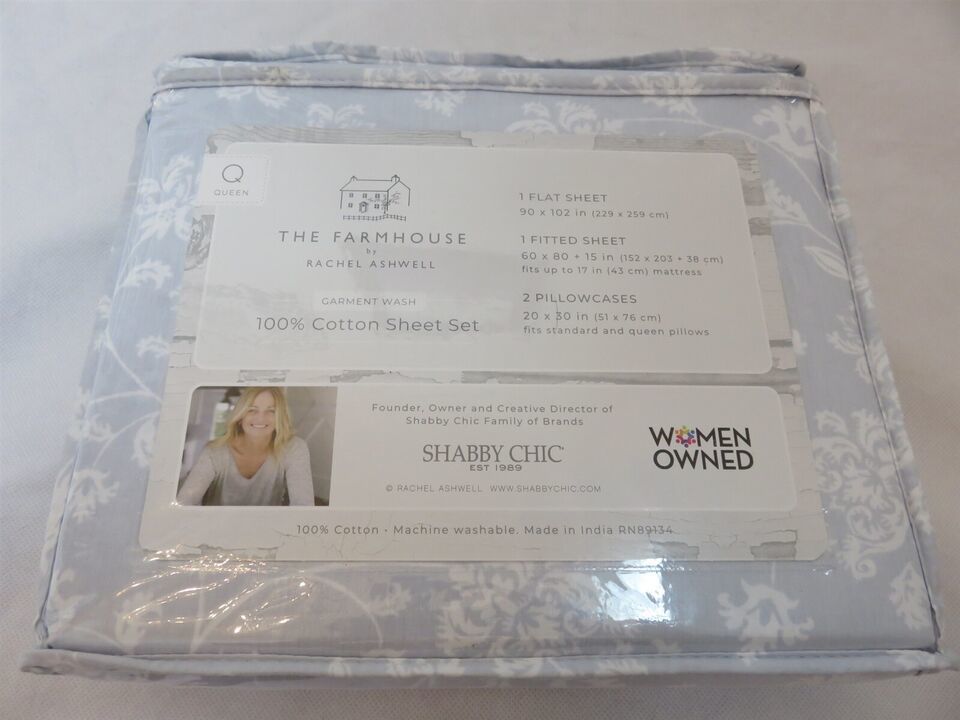 Q
QUEEN
THE FARMHOUSE
by
RACHEL ASHWELL
GARMENT WASH
100% Cotton Sheet Set
1 FLAT SHEET
90 x 102 in (229 x 259 cm)
1 FITTED SHEET
60 x 80 + 15 in (152 x 203 + 38 cm)
fits up to 17 in (43 cm) mattress
2 PILLOWCASES
20 x 30 in (51 x 76 cm)
fits standard and queen pillows
Founder, Owner and Creative Director of
Shabby Chic Family of Brands
SHABBY CHIC®
EST 1989
© RACHEL ASHWELL WWW.SHABBYCHIC.COM
WOMEN
OWNED
100% Cotton • Machine washable. Made in India RN89134